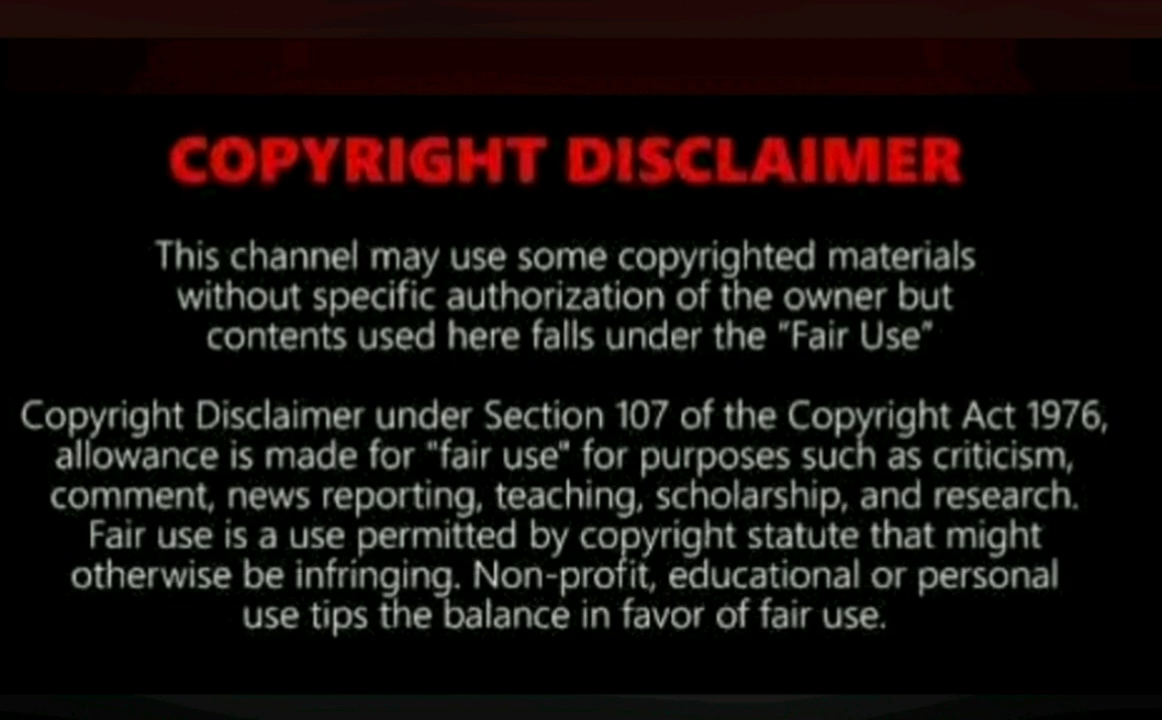 COPYRIGHT DISCLAIMER
This channel may use some copyrighted materials
without specific authorization of the owner but
contents used here falls under the "Fair Use"
Copyright Disclaimer under Section 107 of the Copyright Act 1976,
allowance is made for "fair use" for purposes such as criticism,
comment, news reporting, teaching, scholarship, and research.
Fair use is a use permitted by copyright statute that might
otherwise be infringing. Non-profit, educational or personal
use tips the balance in favor of fair use.